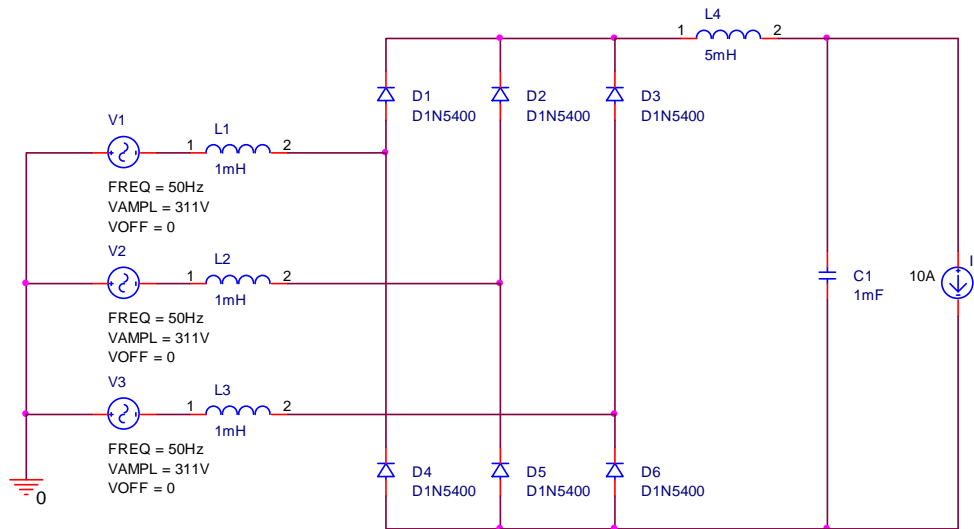 L4
1 2
5mH
D1
D1N5400
D2
D1N5400
D3
D1N5400
V1
L1
1 2
1mH
FREQ = 50Hz
VAMPL = 311V
VOFF = 0
V2
L2
1 2
1mH
FREQ = 50Hz
VAMPL = 311V
VOFF = 0
C1
1mF
I
10A
V3
L3
1 2
1mH
FREQ = 50Hz
VAMPL = 311V
VOFF = 0
D4
D1N5400
D5
D1N5400
D6
D1N5400
0